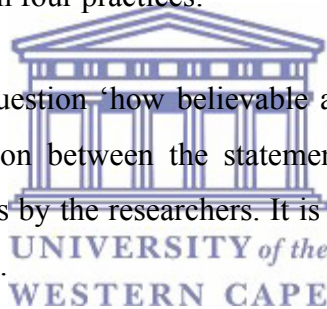 n four practices.
uestion ‘how believable a
on between the statemen
s by the researchers. It is
UNIVERSITY of the
.
WESTERN CAPE